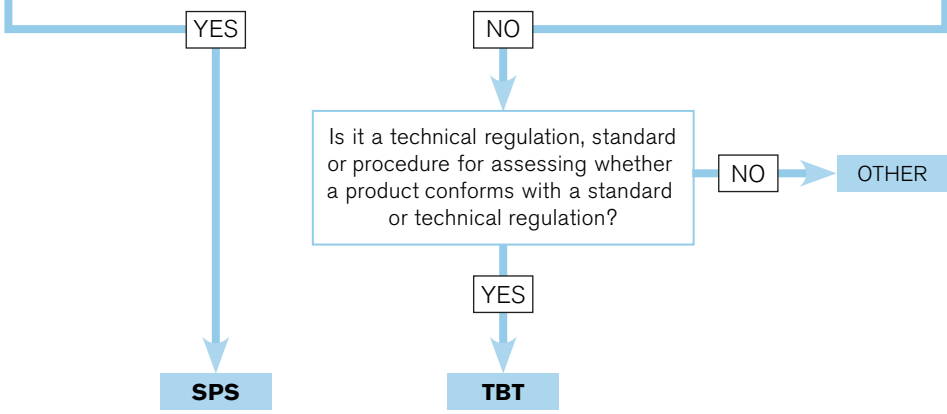 YES
NO
Is it a technical regulation, standard
or procedure for assessing whether
a product conforms with a standard
or technical regulation?
NO
OTHER
YES
SPS
TBT